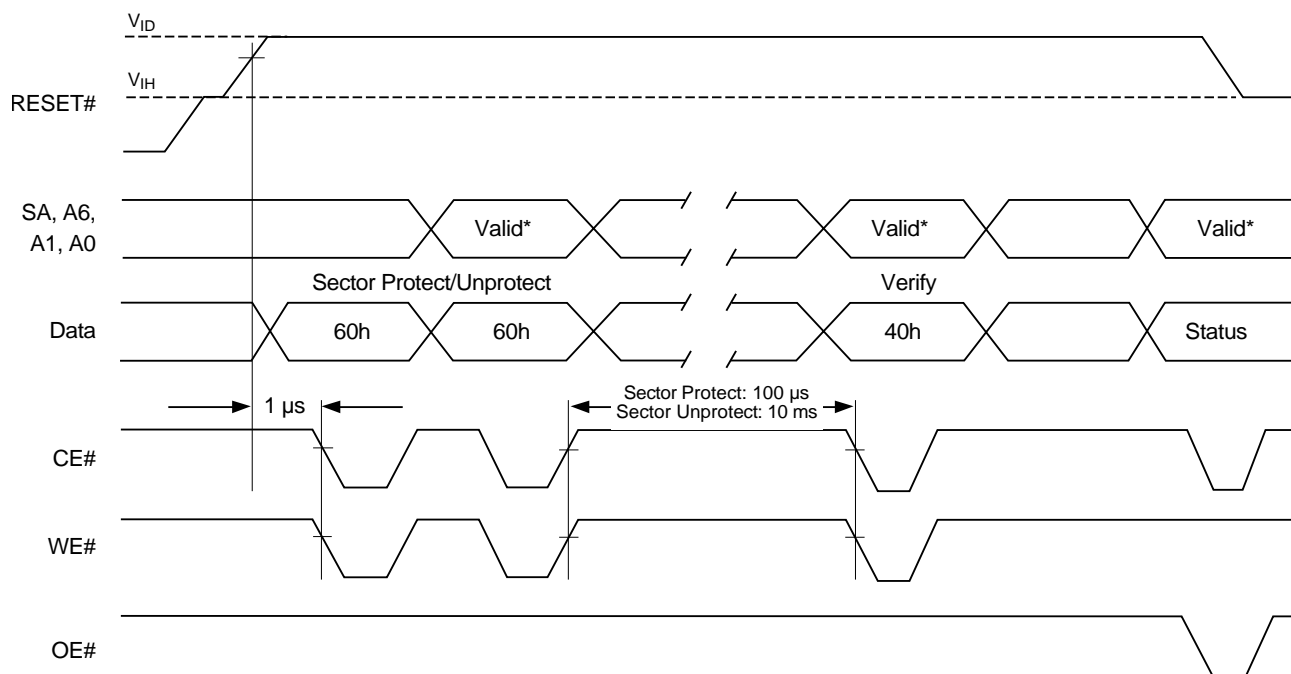 VID
VIH
RESET#
SA, A6,
A1, A0
Valid* Valid* Valid*
Sector Protect/Unprotect Verify
Data 60h 60h 40h Status
1 µs
Sector Protect: 100 µs
Sector Unprotect: 10 ms
CE#
WE#
OE#